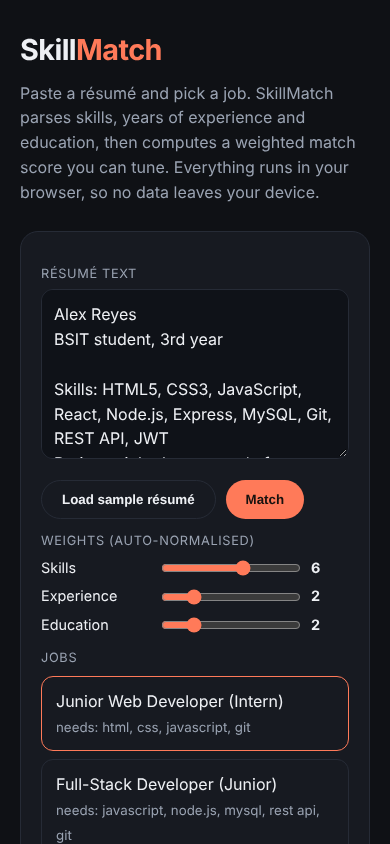 SkillMatch
Paste a résumé and pick a job. SkillMatch
parses skills, years of experience and
education, then computes a weighted match
score you can tune. Everything runs in your
browser, so no data leaves your device.
RÉSUMÉ TEXT
Alex Reyes
BSIT student, 3rd year
Skills: HTML5, CSS3, JavaScript,
React, Node.js, Express, MySQL, Git,
REST API, JWT
Load sample résumé
Match
WEIGHTS (AUTO-NORMALISED)
Skills 6
Experience 2
Education 2
JOBS
Junior Web Developer (Intern)
needs: html, css, javascript, git
Full-Stack Developer (Junior)
needs: javascript, node.js, mysql, rest api,
git